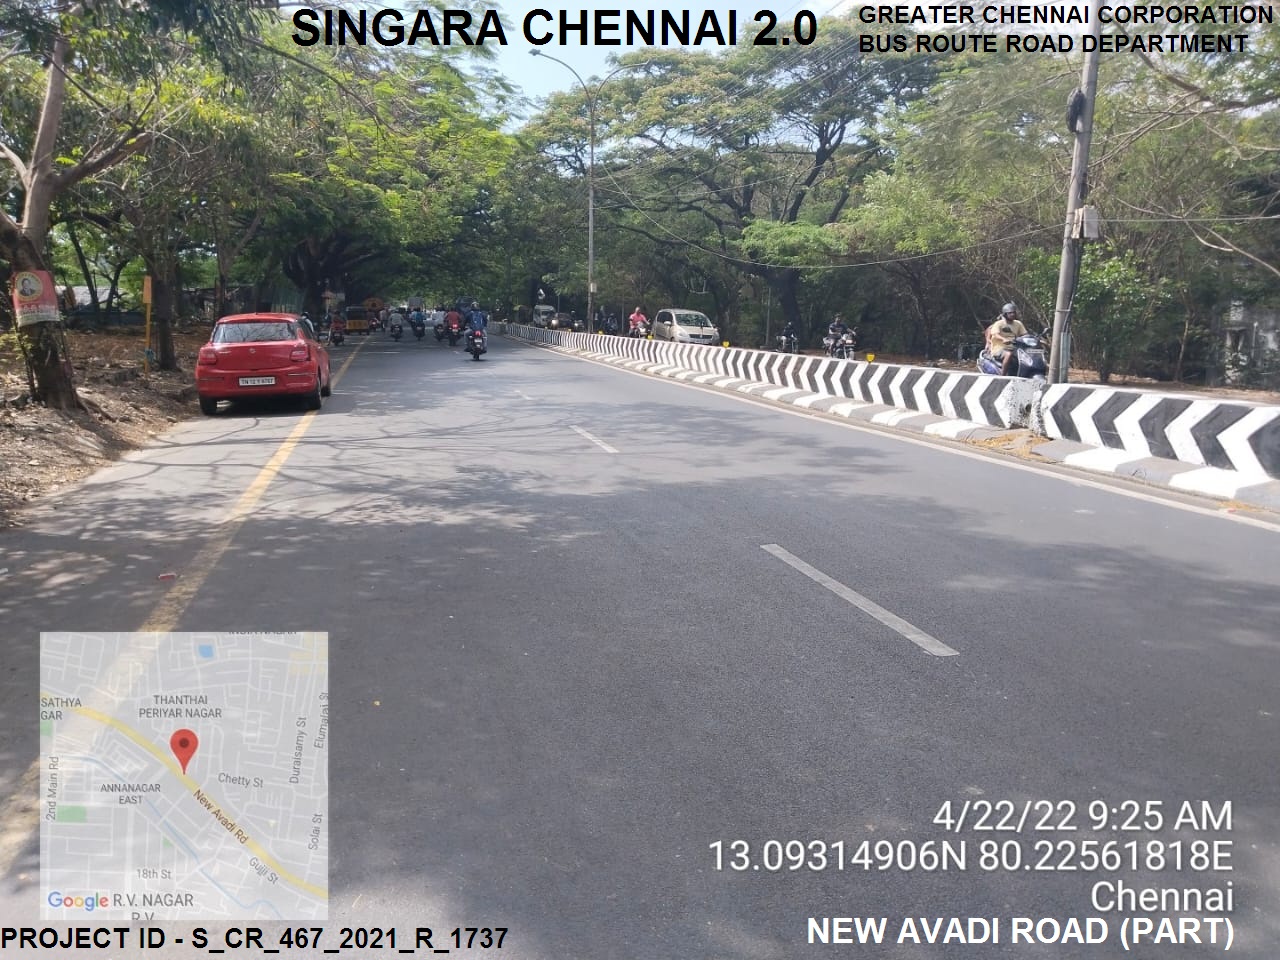 SINGARA CHENNAI 2.0
GREATER CHENNAI CORPORATION
BUS ROUTE ROAD DEPARTMENT
SATHYA
GAR
THANTHAI
PERIYAR NAGAR
Duraisamy St
Elumalai St
2nd Main Rd
Chetty St
ANNANAGAR
EAST
New Avadi Rd
Solai St
Gujji St
18th St
Google R.V. NAGAR
R.V.
4/22/22 9:25 AM
13.09314906N 80.22561818E
Chennai
NEW AVADI ROAD (PART)
PROJECT ID - S_CR_467_2021_R_1737